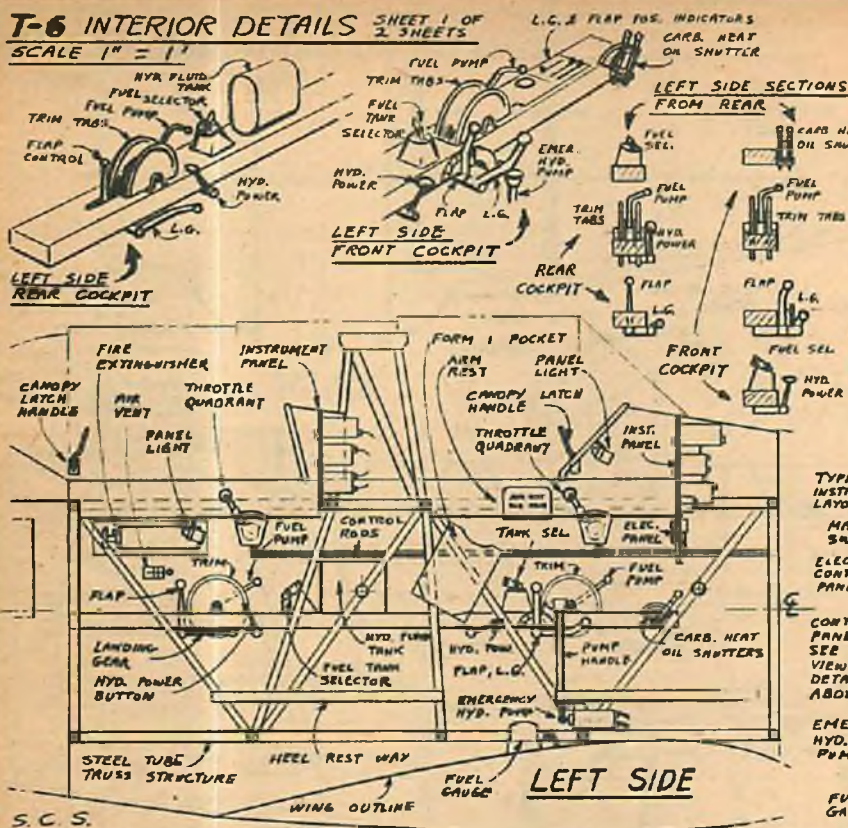 T-6 INTERIOR DETAILS
SHEET 1 OF
2 SHEETS
SCALE 1" = 1'
HYD. FLUID
TANK
FUEL
SELECTOR
FUEL PUMP
TRIM TABS
FLAP
CONTROL
HYD.
POWER
L.G.
LEFT SIDE
REAR COCKPIT
L.G. & FLAP POS. INDICATORS
CARB. HEAT
OIL SHUTTER
FUEL PUMP
TRIM TABS
FUEL
TANK
SELECTOR
HYD.
POWER
FLAP
L.G.
EMER.
HYD.
PUMP
LEFT SIDE
FRONT COCKPIT
LEFT SIDE SECTIONS
FROM REAR
FUEL
SEL.
CARB HE
OIL SHU
FUEL
PUMP
TRIM
TABS
HYD.
POWER
FUEL
PUMP
TRIM TABS
REAR
COCKPIT
FLAP
L.G.
FLAP
L.G.
FRONT
COCKPIT
FUEL SEL
HYD.
POWER
FIRE
EXTINGUISHER
INSTRUMENT
PANEL
FORM 1 POCKET
ARM
REST
PANEL
LIGHT
CANOPY
LATCH
HANDLE
AIR
VENT
THROTTLE
QUADRANT
PANEL
LIGHT
CANOPY LATCH
HANDLE
THROTTLE
QUADRANT
INST.
PANEL
FUEL
PUMP
CONTROL
RODS
TANK SEL
ELEC.
PANEL
TRIM
FLAP
TRIM
FUEL
PUMP
LANDING
GEAR
HYD. POWER
BUTTON
HYD. FLUID
TANK
FUEL TANK
SELECTOR
HYD. POW.
FLAP, L.G.
PUMP
HANDLE
CARB. HEAT
OIL SHUTTERS
EMERGENCY
HYD. PUMP
STEEL TUBE
TRUSS STRUCTURE
HEEL REST WAY
FUEL
GAUGE
LEFT SIDE
WING OUTLINE
S.C.S.
TYPE
INST
LAYO
MA
SW
ELEC
CONT
PAN
CONT
PANE
SEE
VIEW
DETA
ABO
EME
HYD.
PUM
FU
GA